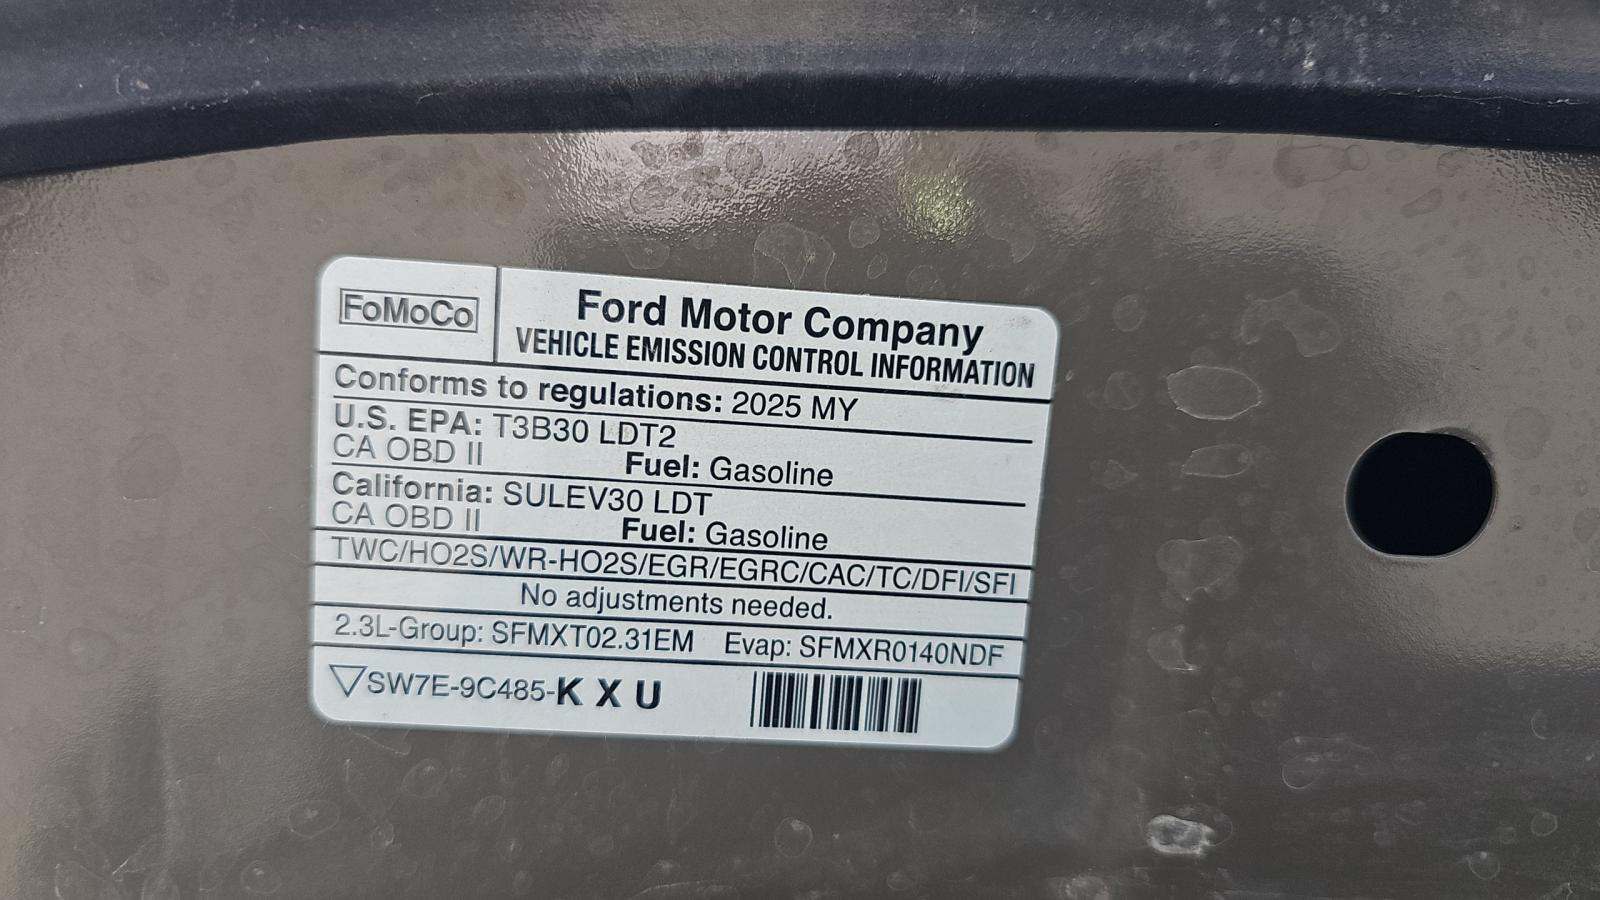 FoMoCo
Ford Motor Company
VEHICLE EMISSION CONTROL INFORMATION
Conforms to regulations: 2025 MY
U.S. EPA: T3B30 LDT2
CA OBD II Fuel: Gasoline
California: SULEV30 LDT
CA OBD II Fuel: Gasoline
TWC/HO2S/WR-HO2S/EGR/EGRC/CAC/TC/DFI/SFI
No adjustments needed.
2.3L-Group: SFMXT02.31EM Evap: SFMXR0140NDF
SW7E-9C485-K X U